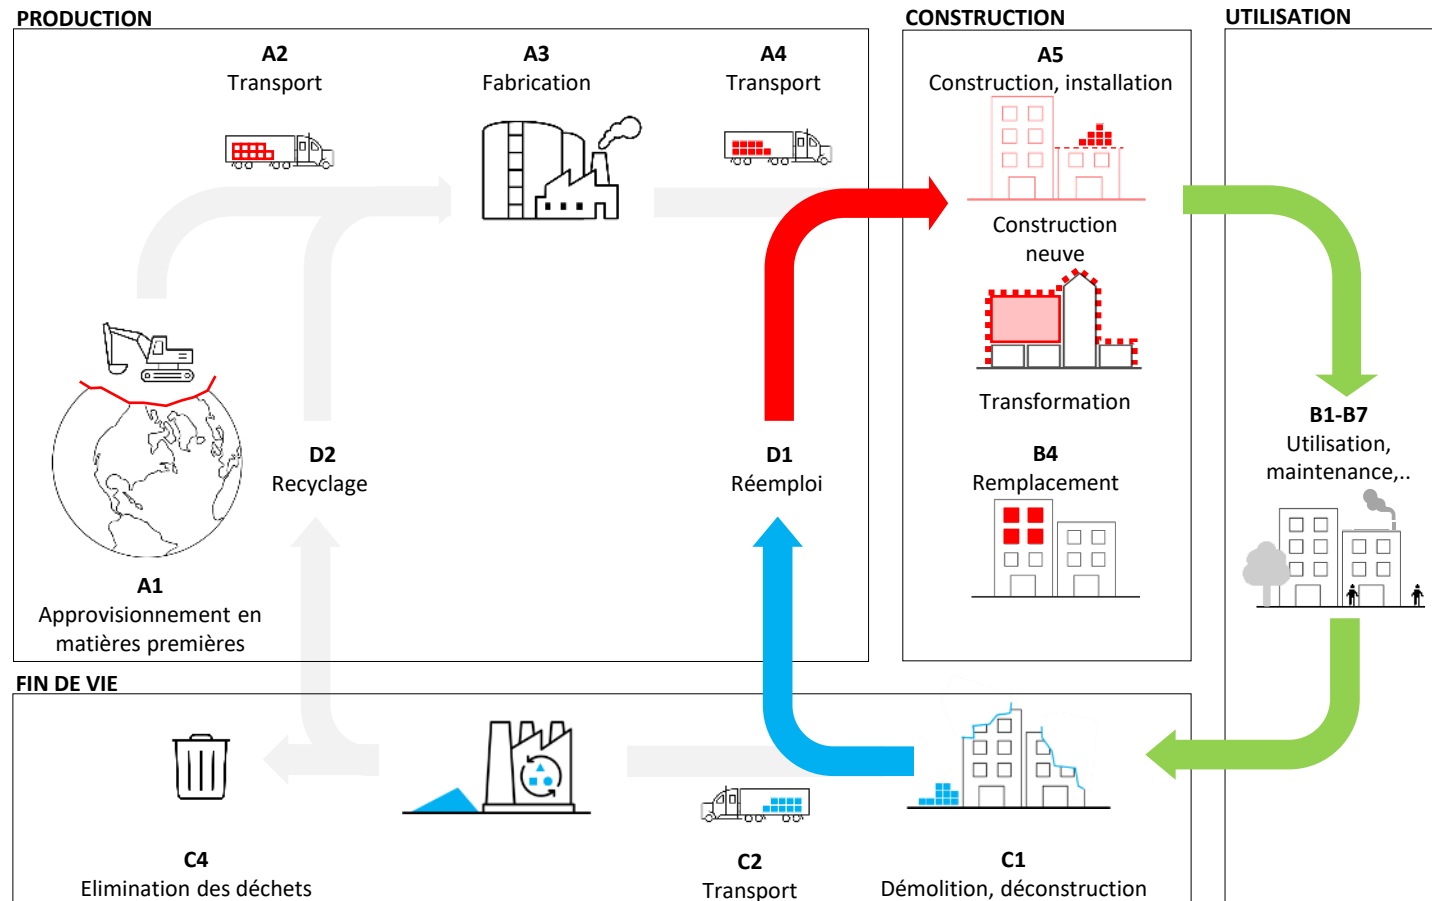 PRODUCTION
CONSTRUCTION
UTILISATION
A2
Transport
A3
Fabrication
A4
Transport
A5
Construction, installation
Construction
neuve
Transformation
B4
Remplacement
B1-B7
Utilisation,
maintenance,..
D2
Recyclage
D1
Réemploi
A1
Approvisionnement en
matières premières
FIN DE VIE
C4
Elimination des déchets
C2
Transport
C1
Démolition, déconstruction